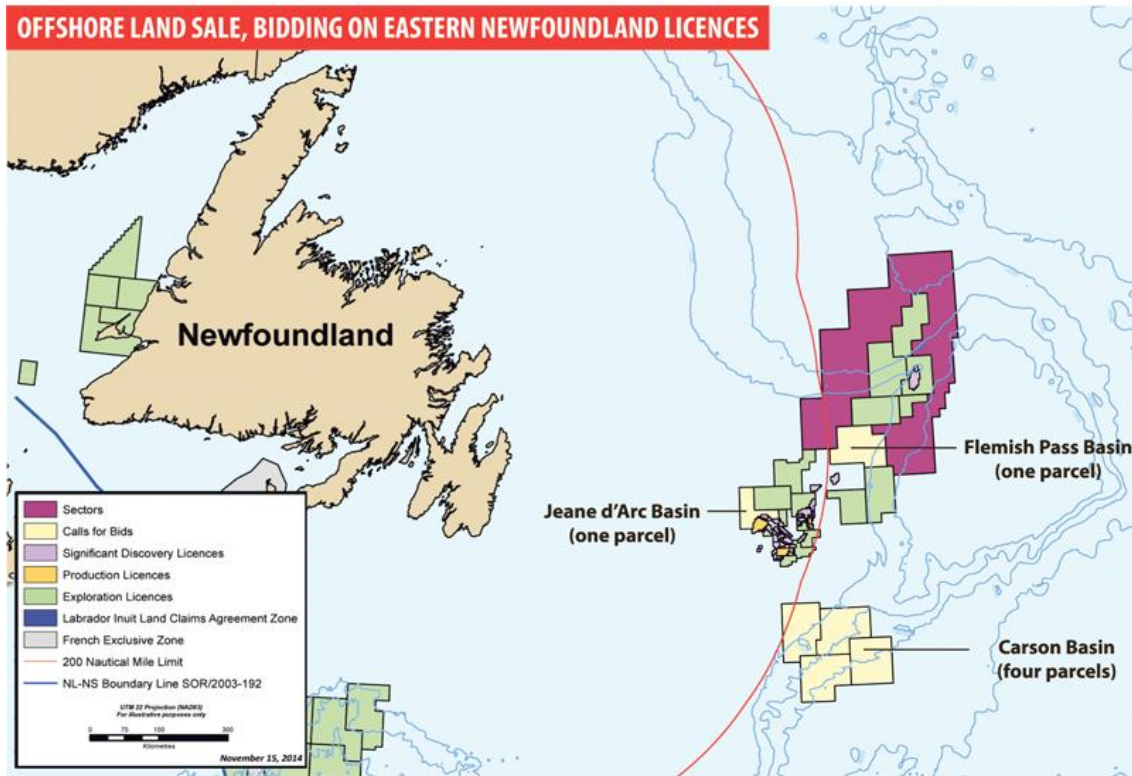 OFFSHORE LAND SALE, BIDDING ON EASTERN NEWFOUNDLAND LICENCES
Newfoundland
Flemish Pass Basin
(one parcel)
Jeane d'Arc Basin
(one parcel)
Carson Basin
(four parcels)
Sectors
Calls for Bids
Significant Discovery Licences
Production Licences
Exploration Licences
Labrador Inuit Land Claims Agreement Zone
French Exclusive Zone
200 Nautical Mile Limit
NL-NS Boundary Line SOR/2003-192
UTM 22 Projection (NAD83)
For illustrative purposes only
0 75 150 300
Kilometres
November 15, 2014